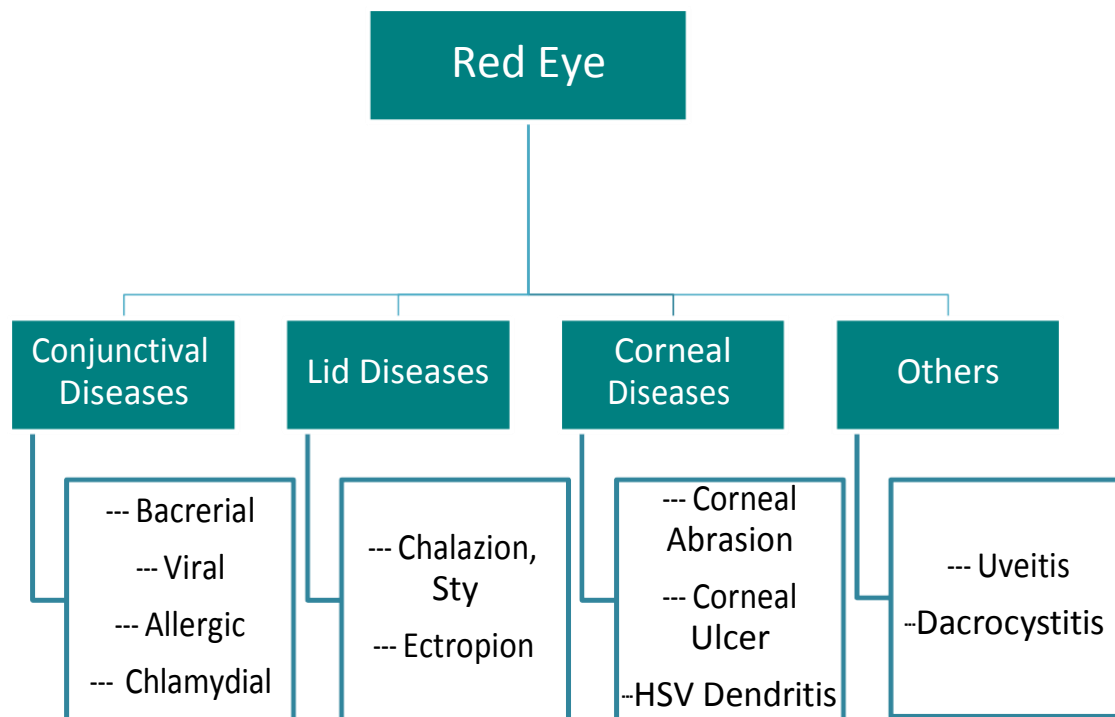 Red Eye
Conjunctival
Diseases
Lid Diseases
Corneal
Diseases
Others
--- Bacrerial
--- Viral
--- Allergic
--- Chlamydial
--- Chalazion,
Sty
--- Ectropion
--- Corneal
Abrasion
--- Corneal
Ulcer
---HSV Dendritis
--- Uveitis
---Dacrocystitis